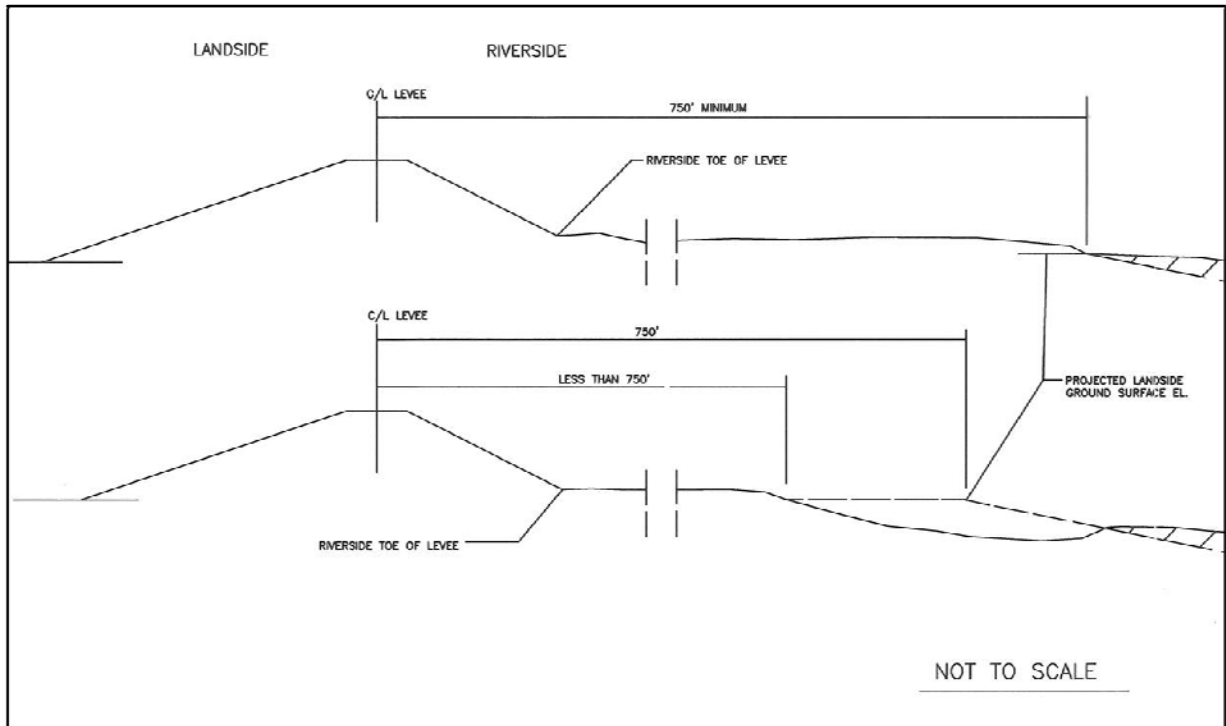 LANDSIDE
RIVERSIDE
C/L LEVEE
750' MINIMUM
RIVERSIDE TOE OF LEVEE
C/L LEVEE
750'
LESS THAN 750'
PROJECTED LANDSIDE
GROUND SURFACE EL.
RIVERSIDE TOE OF LEVEE
NOT TO SCALE